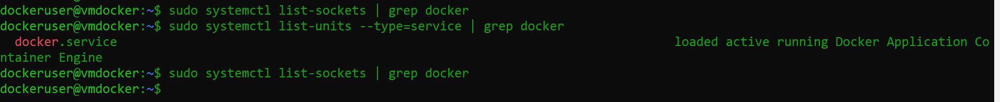 dockeruser@vmdocker:~$ sudo systemctl list-sockets | grep docker
dockeruser@vmdocker:~$ sudo systemctl list-units --type=service | grep docker
  docker.service                                                                            loaded active running Docker Application Co
ntainer Engine
dockeruser@vmdocker:~$ sudo systemctl list-sockets | grep docker
dockeruser@vmdocker:~$